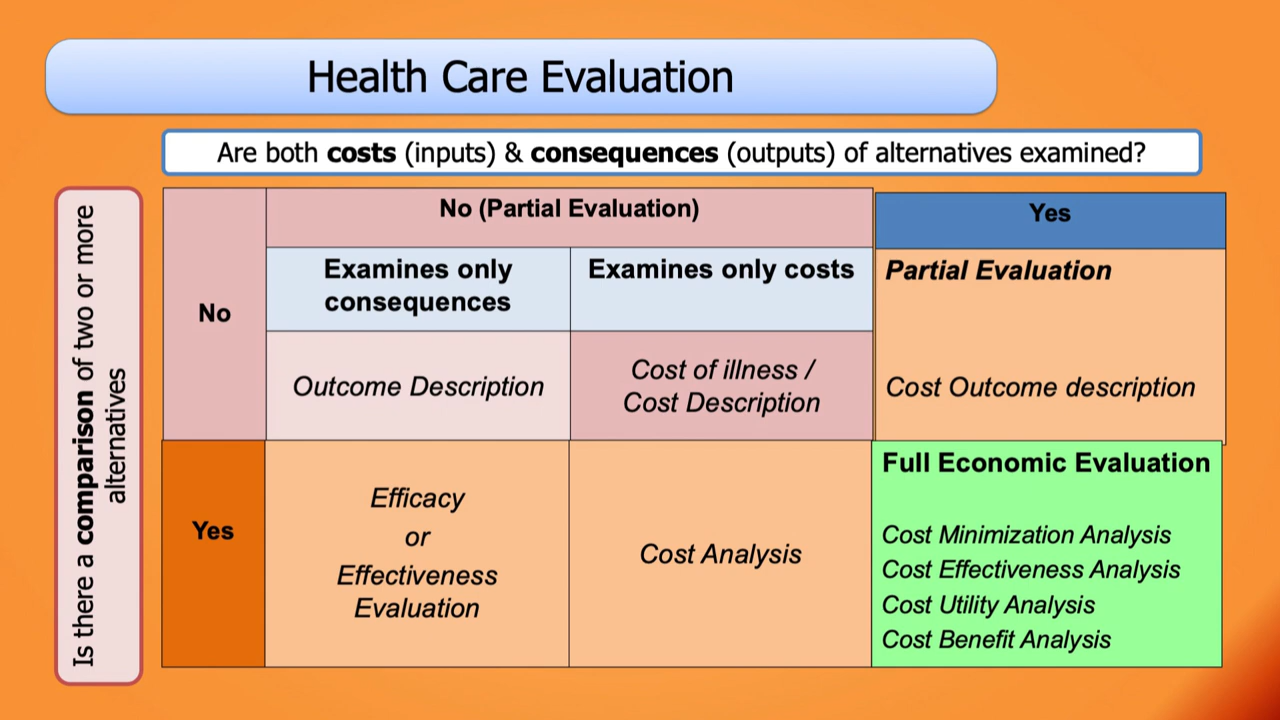 Health Care Evaluation
Are both costs (inputs) & consequences (outputs) of alternatives examined?
Is there a comparison of two or more
alternatives
No
No (Partial Evaluation)
Yes
Examines only
consequences
Examines only costs
Partial Evaluation
Outcome Description
Cost of illness /
Cost Description
Cost Outcome description
Yes
Efficacy
or
Effectiveness
Evaluation
Cost Analysis
Full Economic Evaluation
Cost Minimization Analysis
Cost Effectiveness Analysis
Cost Utility Analysis
Cost Benefit Analysis